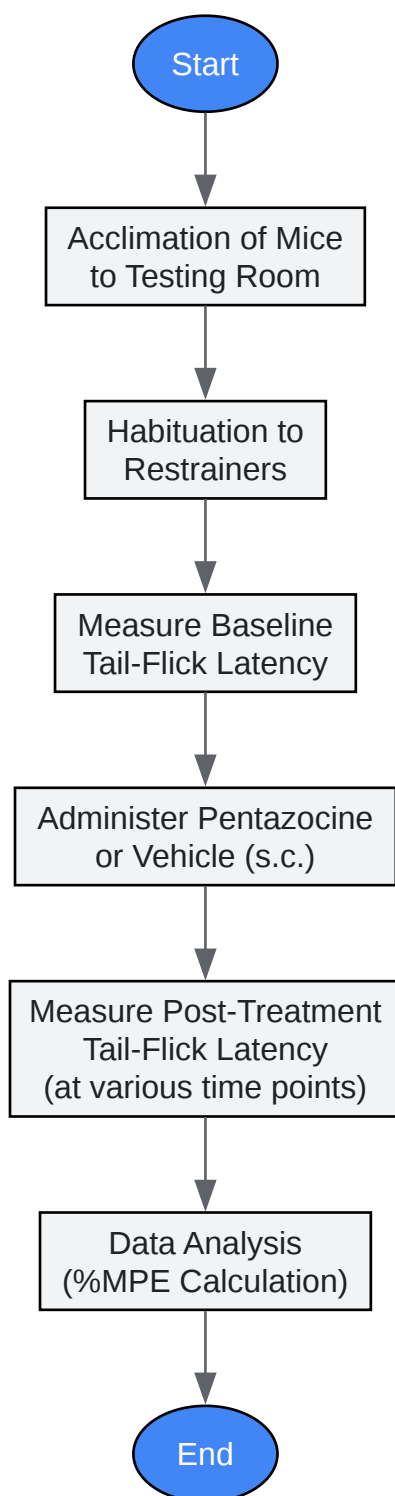 Start
Acclimation of Mice
to Testing Room
Habituation to
Restrainers
Measure Baseline
Tail-Flick Latency
Administer Pentazocine
or Vehicle (s.c.)
Measure Post-Treatment
Tail-Flick Latency
(at various time points)
Data Analysis
(%MPE Calculation)
End